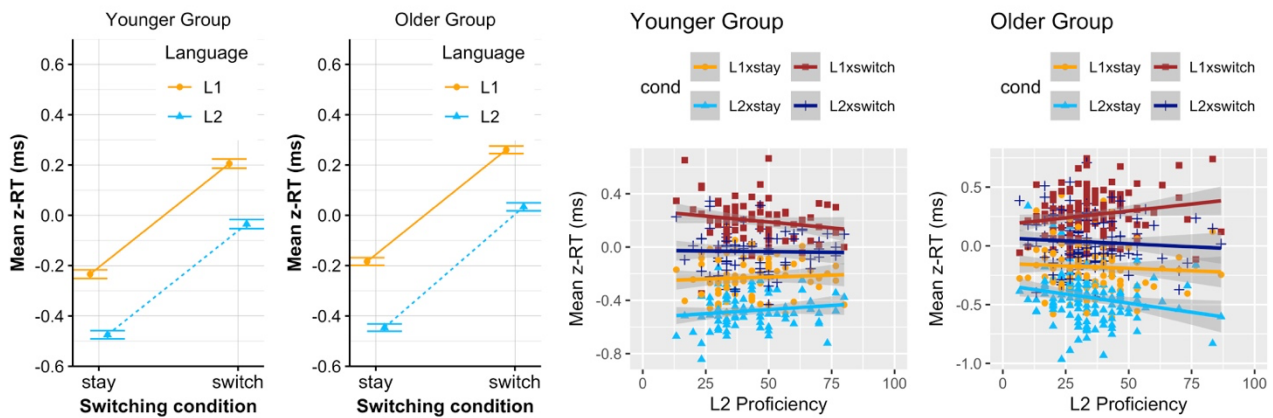 Younger Group
Language
L1
L2
Mean z-RT (ms)
0.6
0.4
0.2
0.0
-0.2
-0.4
-0.6
stay
switch
Switching condition
Older Group
Language
L1
L2
Mean z-RT (ms)
0.6
0.4
0.2
0.0
-0.2
-0.4
-0.6
stay
switch
Switching condition
Younger Group
cond
L1xstay
L1xswitch
L2xstay
L2xswitch
Mean z-RT (ms)
0.4
0.0
-0.4
-0.8
0
25
50
75
100
L2 Proficiency
Older Group
cond
L1xstay
L1xswitch
L2xstay
L2xswitch
Mean z-RT (ms)
0.5
0.0
-0.5
-1.0
0
25
50
75
100
L2 Proficiency